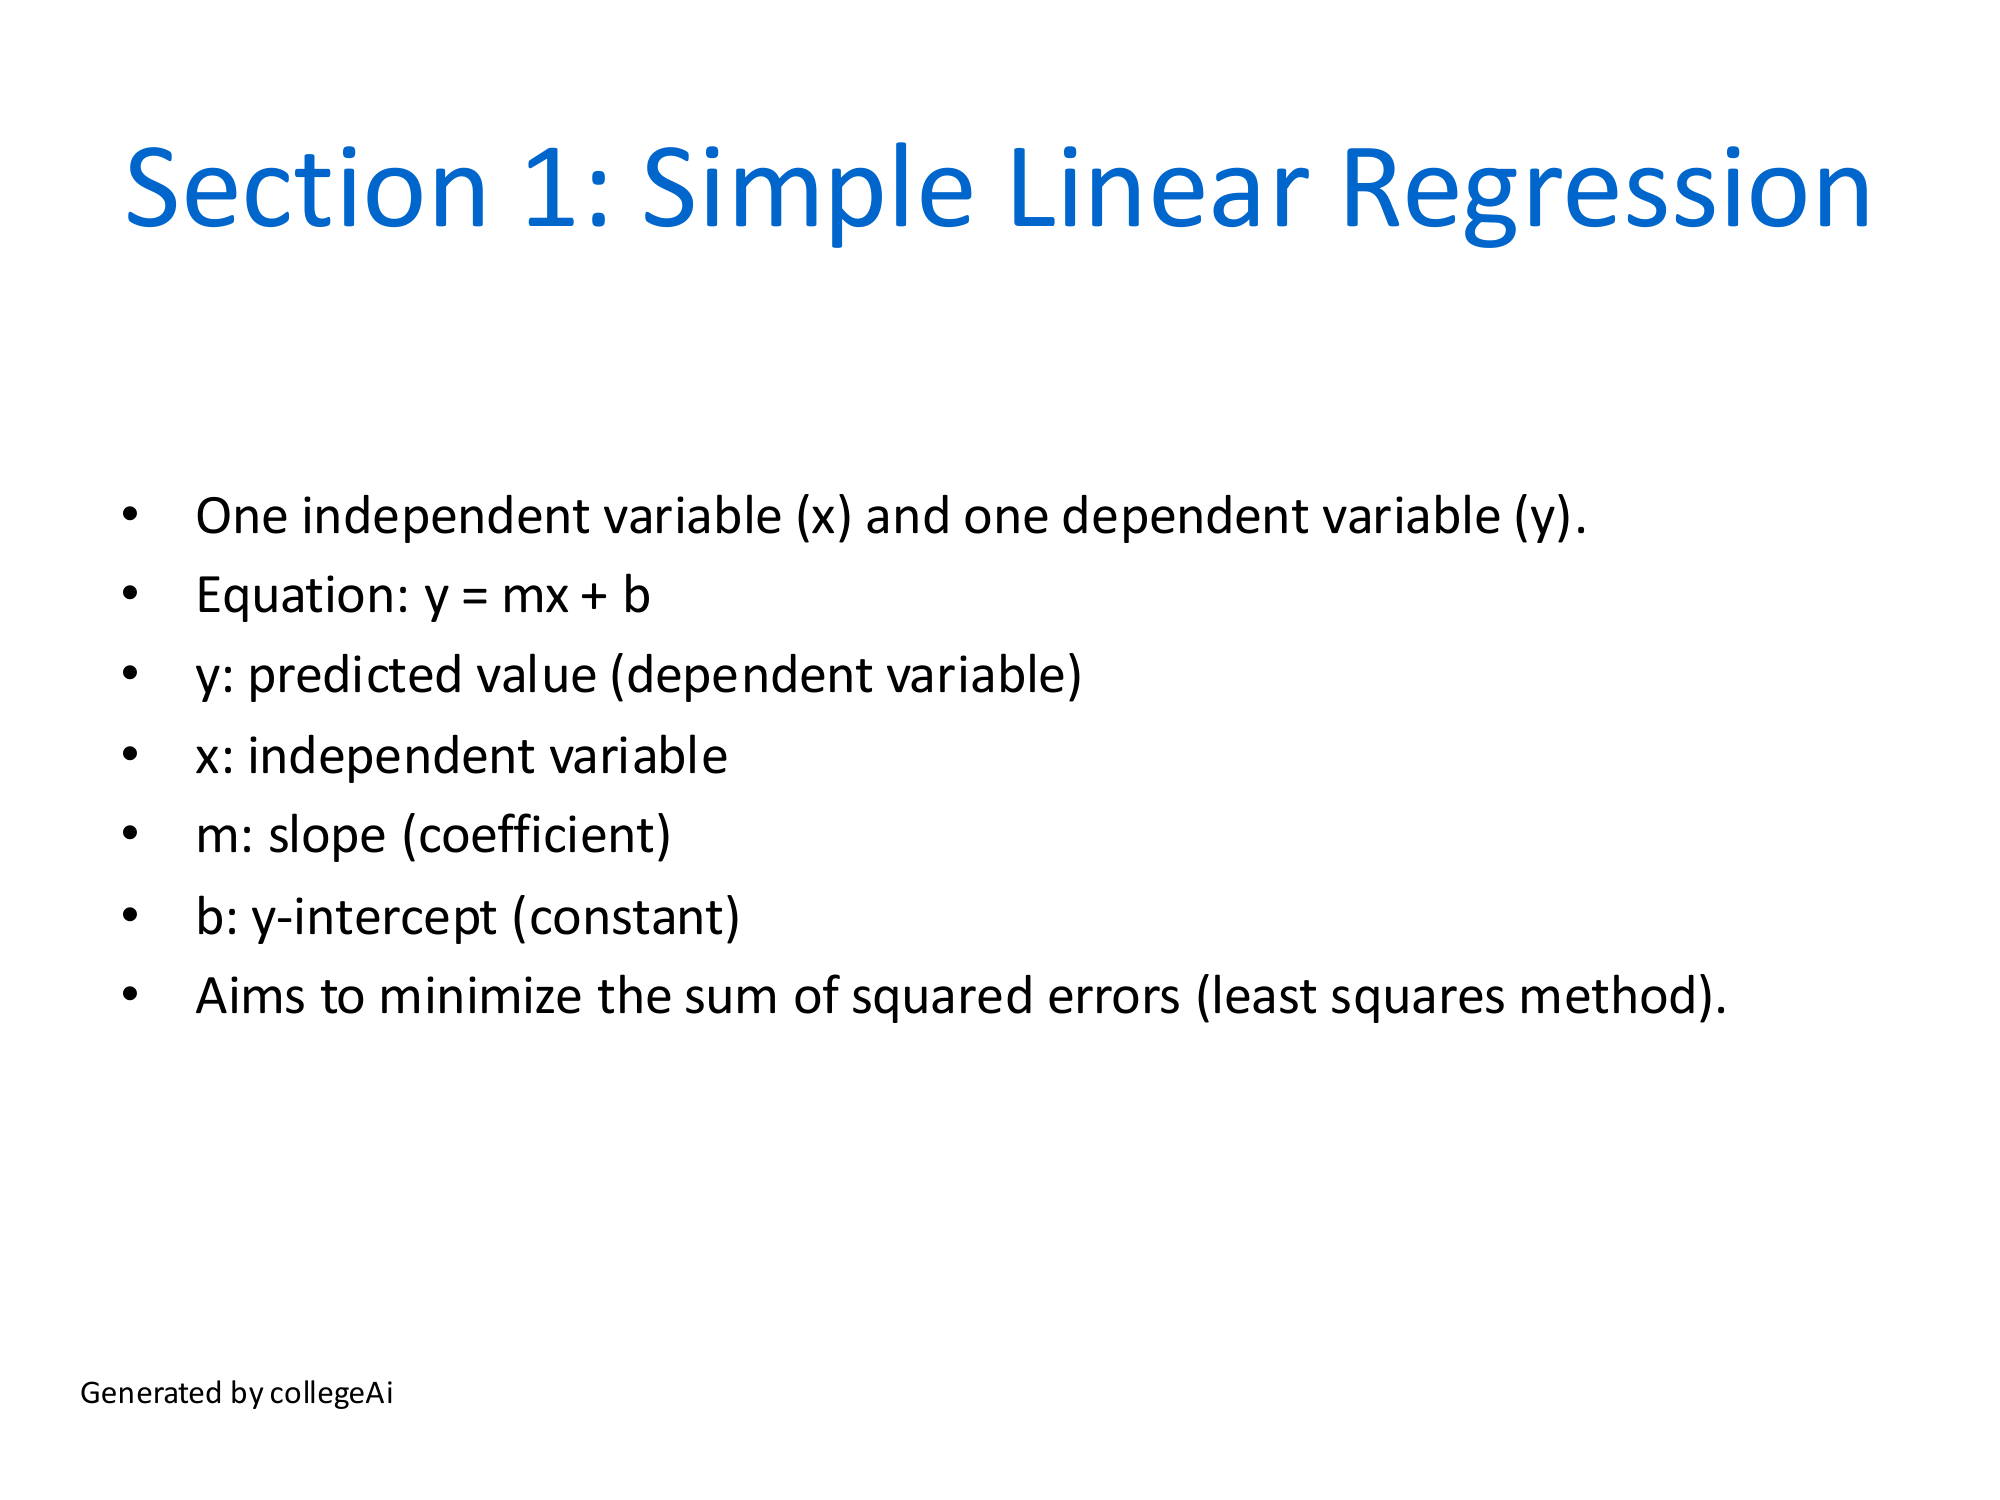 Section 1: Simple Linear Regression
• One independent variable (x) and one dependent variable (y).
• Equation: y = mx + b
• y: predicted value (dependent variable)
• x: independent variable
• m: slope (coefficient)
• b: y-intercept (constant)
• Aims to minimize the sum of squared errors (least squares method).
Generated by collegeAi